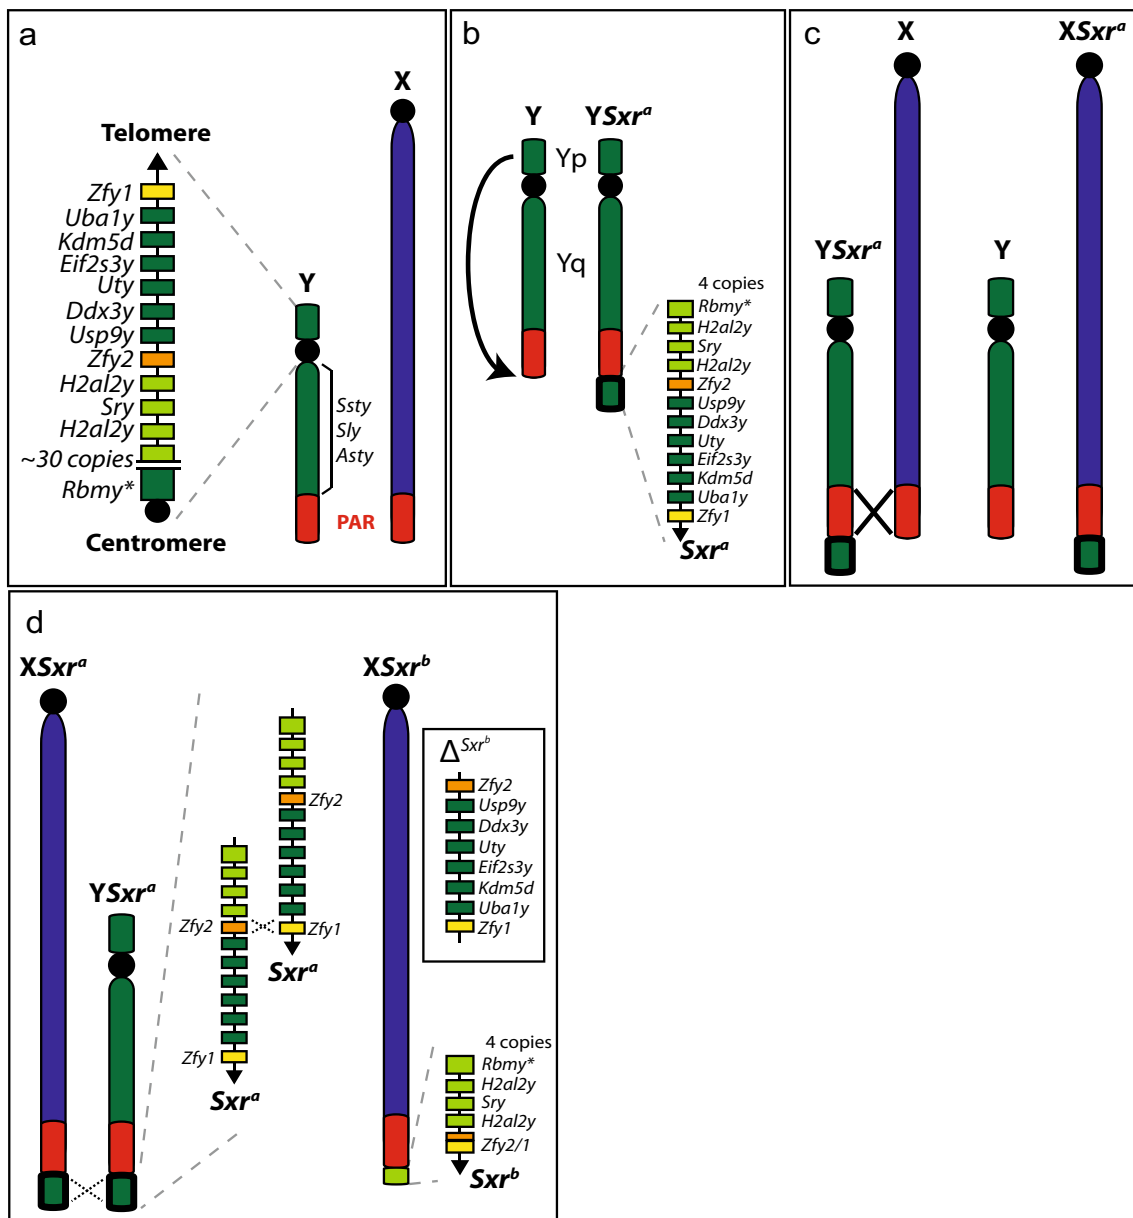 a
X
Telomere
Zfy1
Uba1y
Kdm5d
Eif2s3y
Uty
Ddx3y
Usp9y
Zfy2
H2al2y
Sry
H2al2y
~30 copies
Rbmy*
Centromere
Y
Ssty
Sly
Asty
PAR
b
Y
YSxrᵃ
Yp
Yq
4 copies
Rbmy*
H2al2y
Sry
H2al2y
Zfy2
Usp9y
Ddx3y
Uty
Eif2s3y
Kdm5d
Uba1y
Zfy1
Sxrᵃ
c
X
XSxrᵃ
YSxrᵃ
Y
d
XSxrᵃ
YSxrᵃ
Zfy2
Zfy1
Sxrᵃ
Zfy2
Zfy1
Sxrᵃ
XSxrᵇ
Δ Sxrᵇ
Zfy2
Usp9y
Ddx3y
Uty
Eif2s3y
Kdm5d
Uba1y
Zfy1
4 copies
Rbmy*
H2al2y
Sry
H2al2y
Zfy2/1
Sxrᵇ